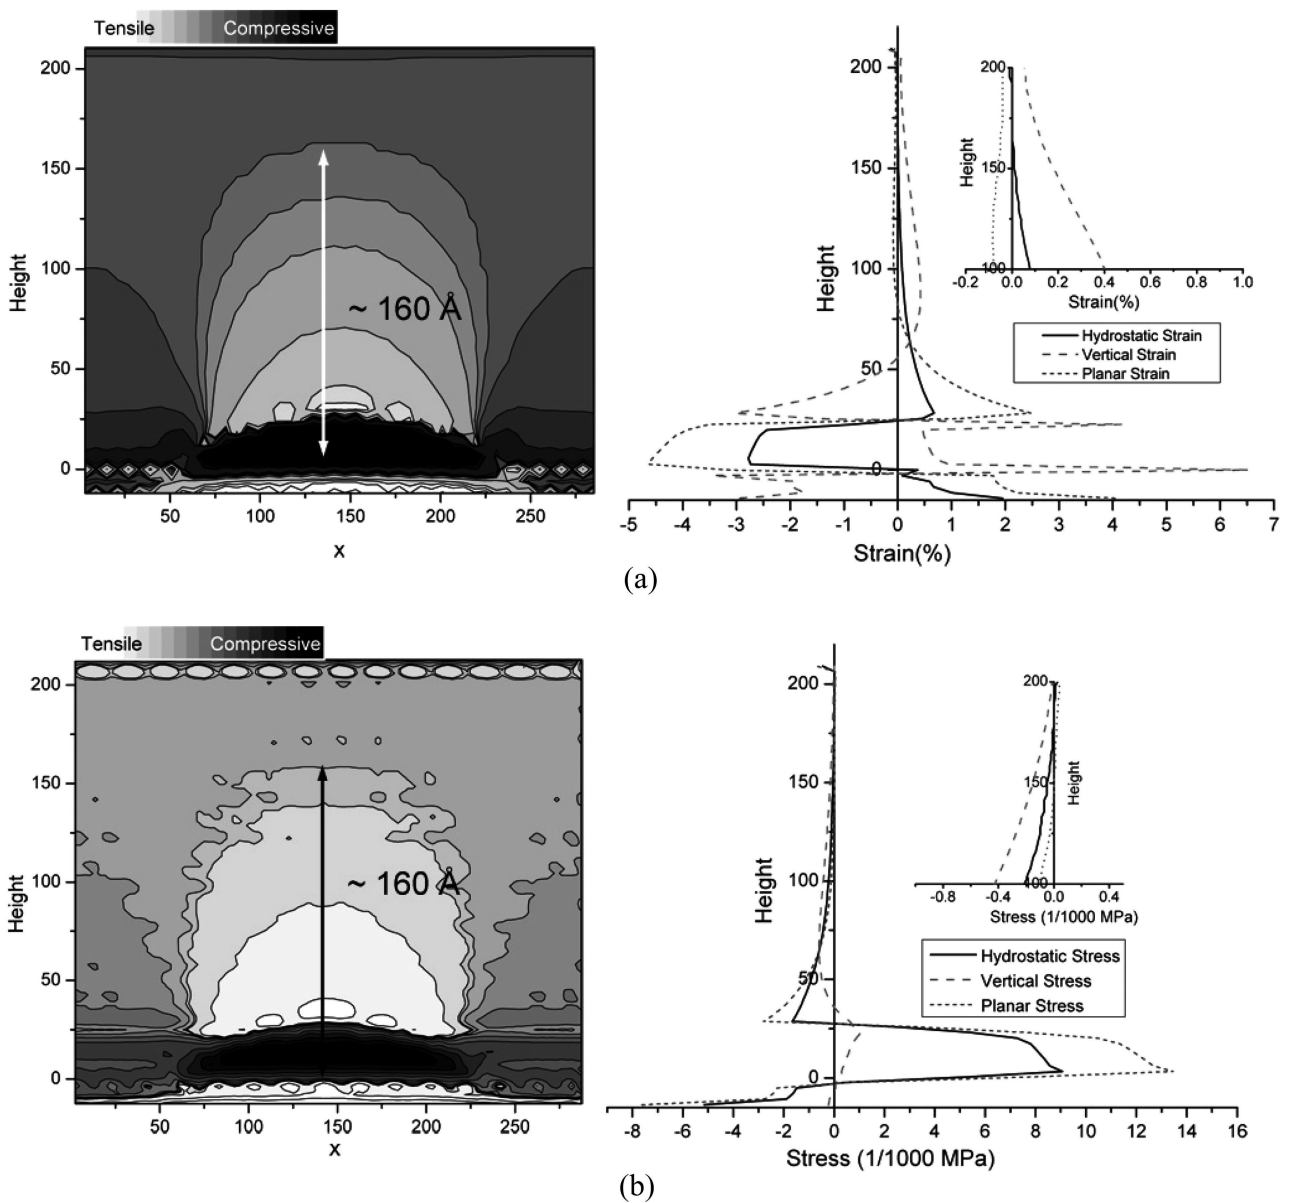 Tensile Compressive
200
150
100
50
0
Height
~ 160 Å
50 100 150 200 250
x
200
150
100
50
0
Height
-5 -4 -3 -2 -1 0 1 2 3 4 5 6 7
Strain(%)
200
150
100
Height
-0.2 0.0 0.2 0.4 0.6 0.8 1.0
Strain(%)
Hydrostatic Strain
Vertical Strain
Planar Strain
(a)
Tensile Compressive
200
150
100
50
0
Height
~ 160 Å
50 100 150 200 250
x
200
150
100
50
0
Height
-8 -6 -4 -2 0 2 4 6 8 10 12 14 16
Stress (1/1000 MPa)
200
150
100
Height
-0.8 -0.4 0.0 0.4
Stress (1/1000 MPa)
Hydrostatic Stress
Vertical Stress
Planar Stress
(b)